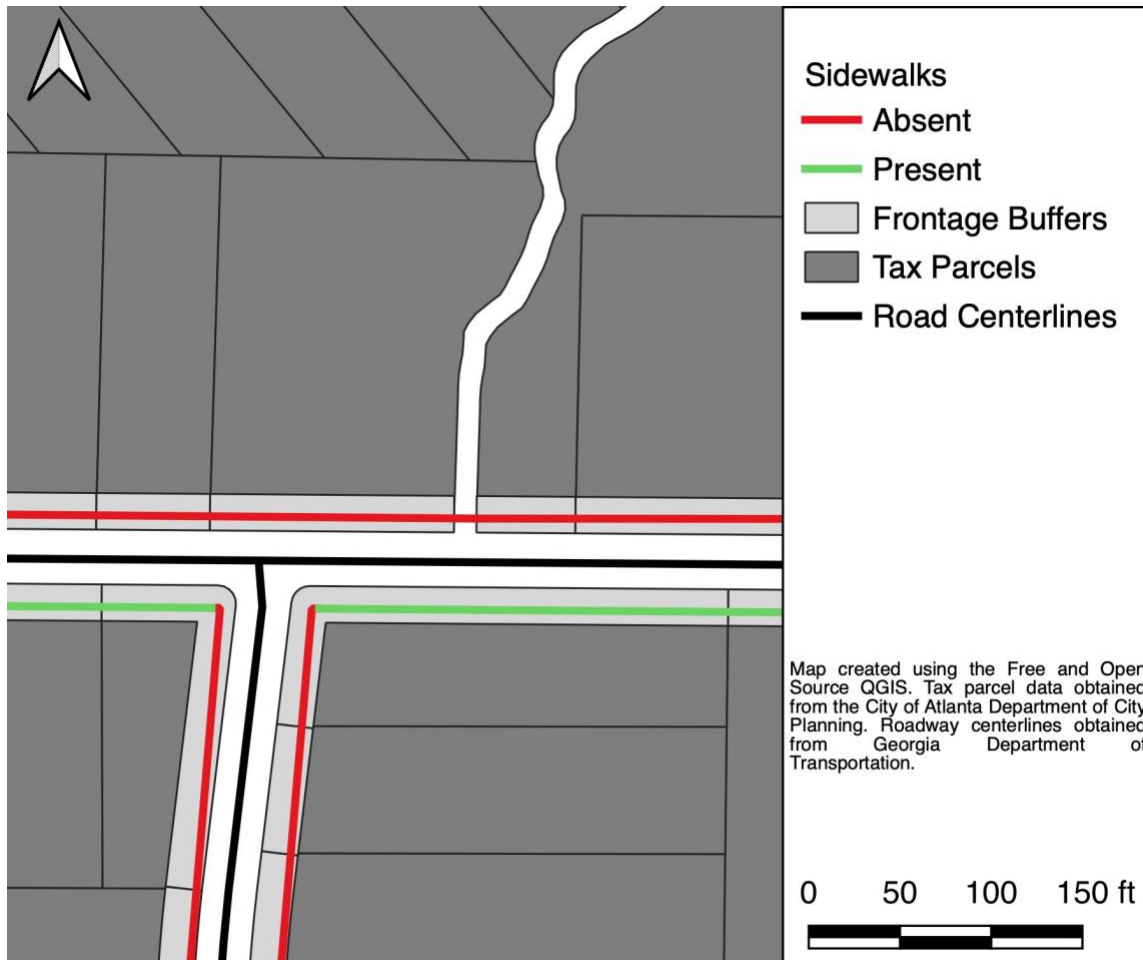 Sidewalks
Absent
Present
Frontage Buffers
Tax Parcels
Road Centerlines
Map created using the Free and Open
Source QGIS. Tax parcel data obtained
from the City of Atlanta Department of City
Planning. Roadway centerlines obtained
from Georgia Department of
Transportation.
0 50 100 150 ft